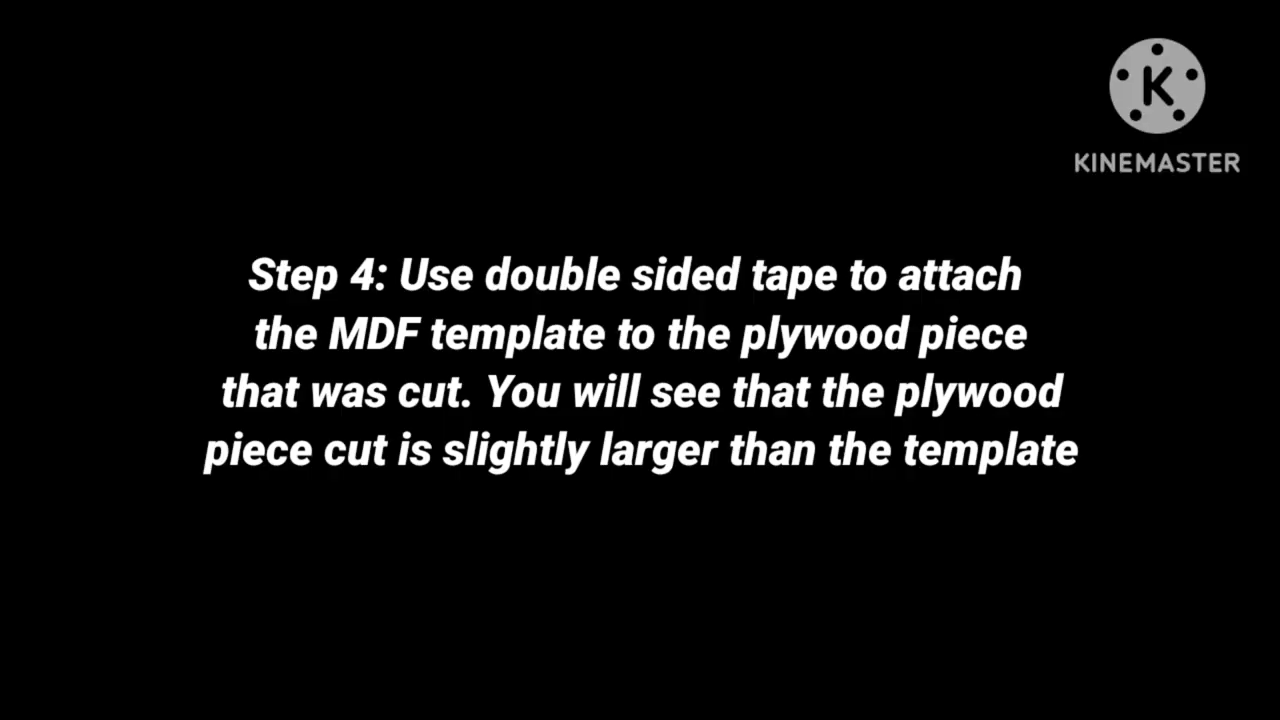 K
KINEMASTER
Step 4: Use double sided tape to attach
the MDF template to the plywood piece
that was cut. You will see that the plywood
piece cut is slightly larger than the template